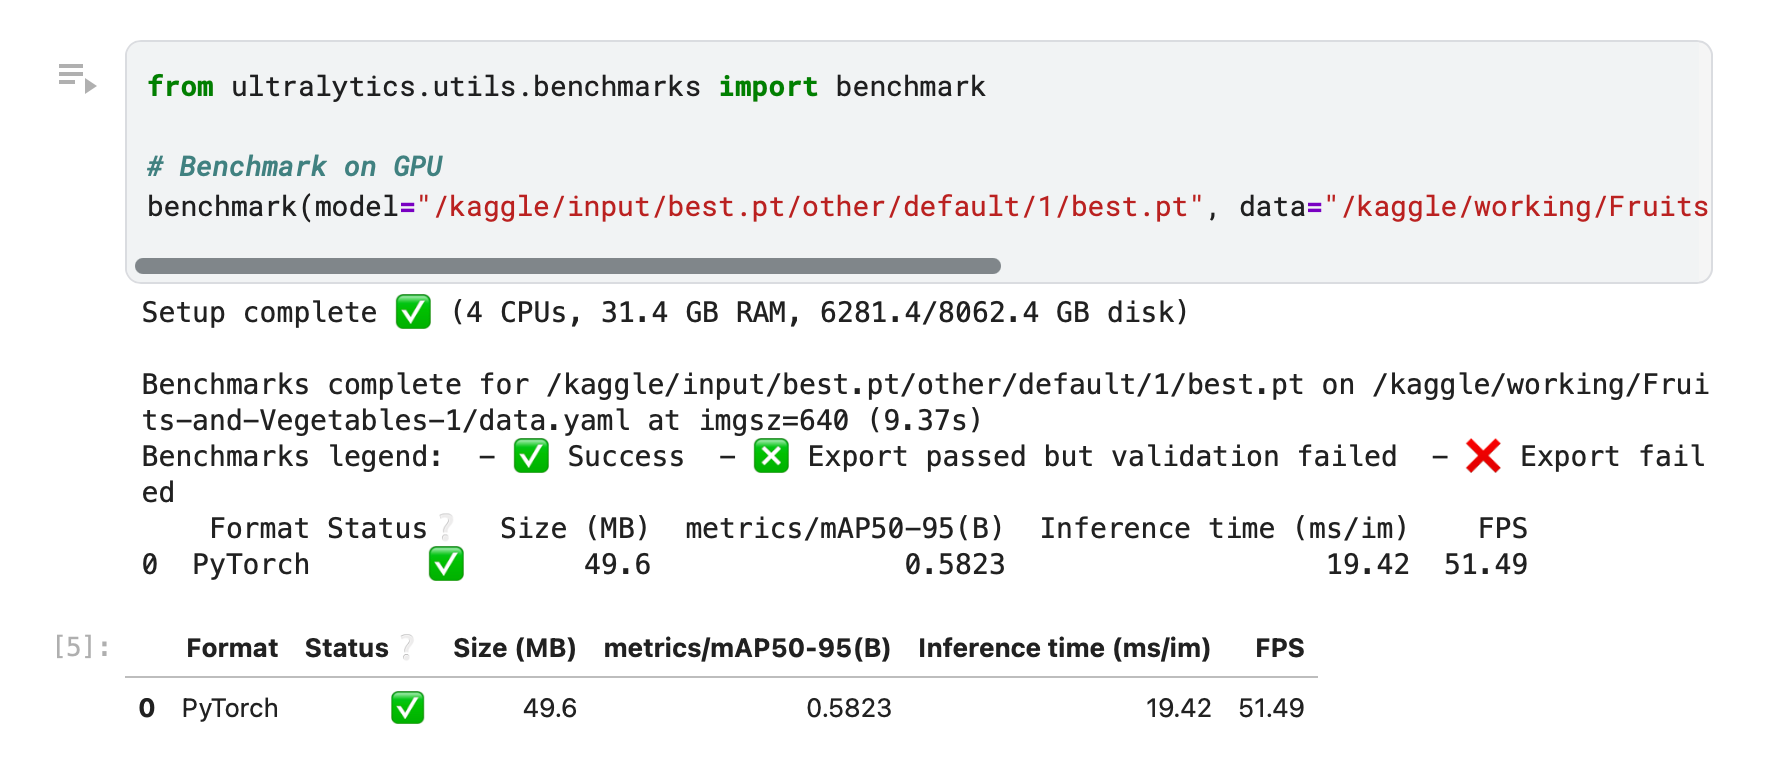 from ultralytics.utils.benchmarks import benchmark
# Benchmark on GPU
benchmark(model="/kaggle/input/best.pt/other/default/1/best.pt", data="/kaggle/working/Fruits
Setup complete ✅ (4 CPUs, 31.4 GB RAM, 6281.4/8062.4 GB disk)
Benchmarks complete for /kaggle/input/best.pt/other/default/1/best.pt on /kaggle/working/Frui
ts-and-Vegetables-1/data.yaml at imgsz=640 (9.37s)
Benchmarks legend:  - ✅ Success  - ❎ Export passed but validation failed  - ❌ Export fail
ed
Format Status❔ Size (MB) metrics/mAP50-95(B) Inference time (ms/im) FPS
0 PyTorch ✅ 49.6 0.5823 19.42 51.49
[5]: Format Status❔ Size (MB) metrics/mAP50-95(B) Inference time (ms/im) FPS
0 PyTorch ✅ 49.6 0.5823 19.42 51.49